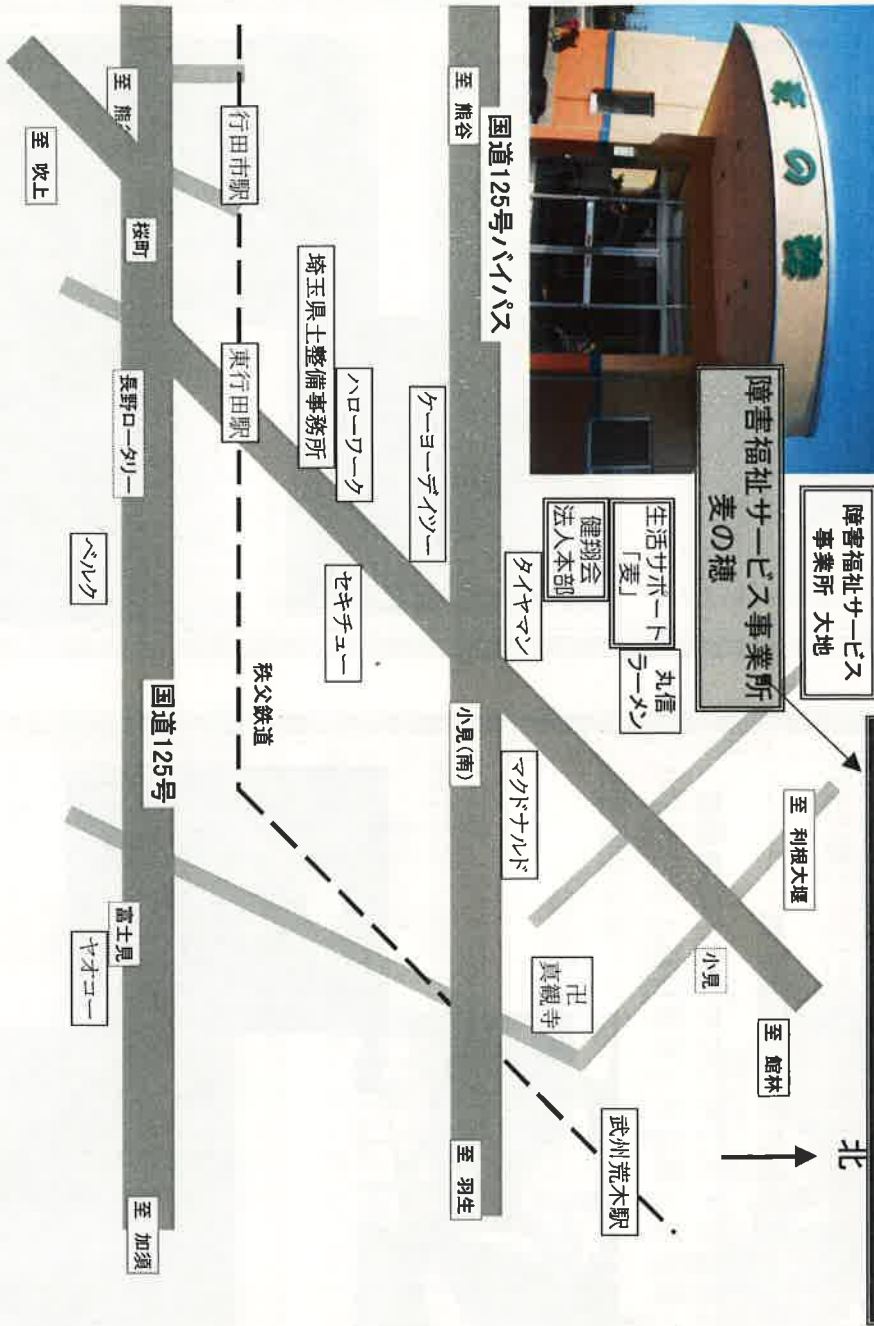 麦の穂
障害福祉サービス
事業所 大地
障害福祉サービス事業所
麦の穂
北
至 利根大堰
至 館林
小見
生活サポート
「麦」
丸信
ラーメン
健翔会
法人本部
卍
真観寺
武州荒木駅
国道125号バイパス
タイヤマン
マクドナルド
至 熊谷
小見(南)
至 羽生
ケーヨーデイツー
ハローワーク
セキチュー
埼玉県土整備事務所
秩父鉄道
行田市駅
東行田駅
国道125号
至 熊
桜町
長野ロータリー
富士見
至 加須
至 吹上
ベルク
ヤオコー